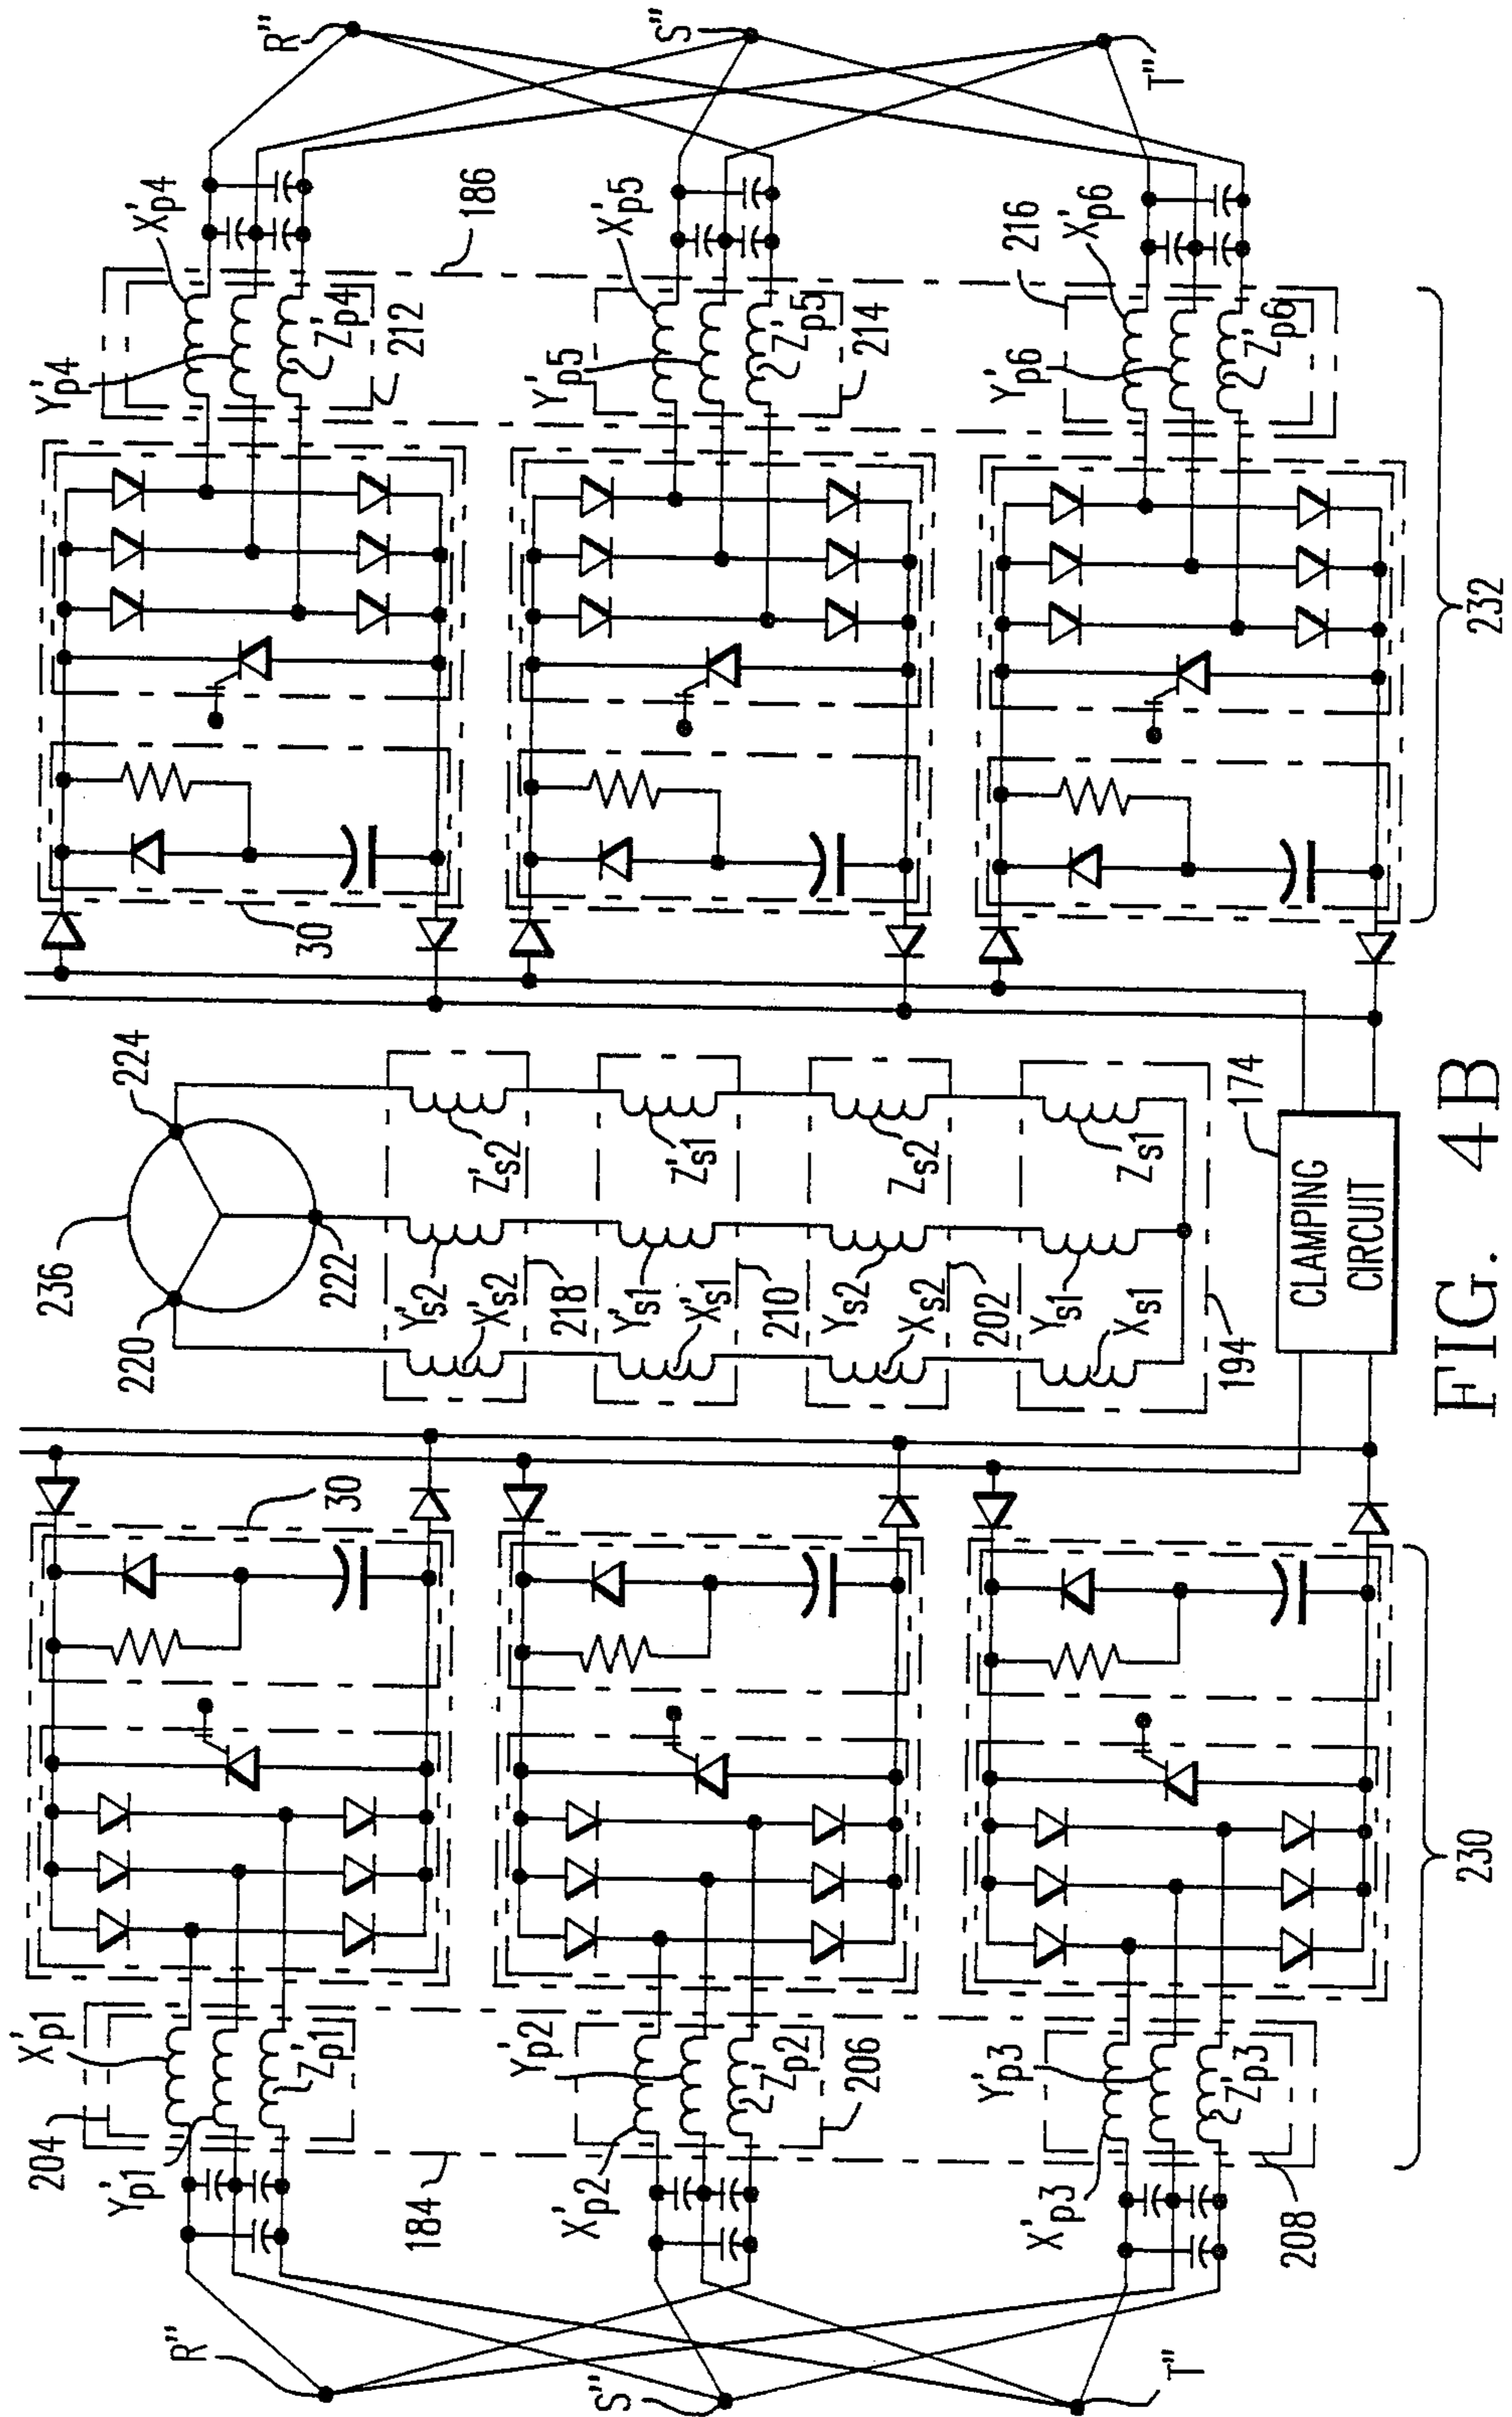 R"
S"
T"
204
Y'p1
X'p1
Z'p1
184
X'p2
Y'p2
Z'p2
206
X'p3
Y'p3
Z'p3
208
30
230
236
220
224
222
Y's2
X's2
Z's2
218
Y's1
X's1
Z's1
210
Ys2
Xs2
Zs2
202
Ys1
Xs1
Zs1
194
174
CLAMPING
CIRCUIT
30
Y'p4
X'p4
Z'p4
212
186
Y'p5
X'p5
Z'p5
214
Y'p6
216
X'p6
Z'p6
232
R"
S"
T"
FIG. 4B